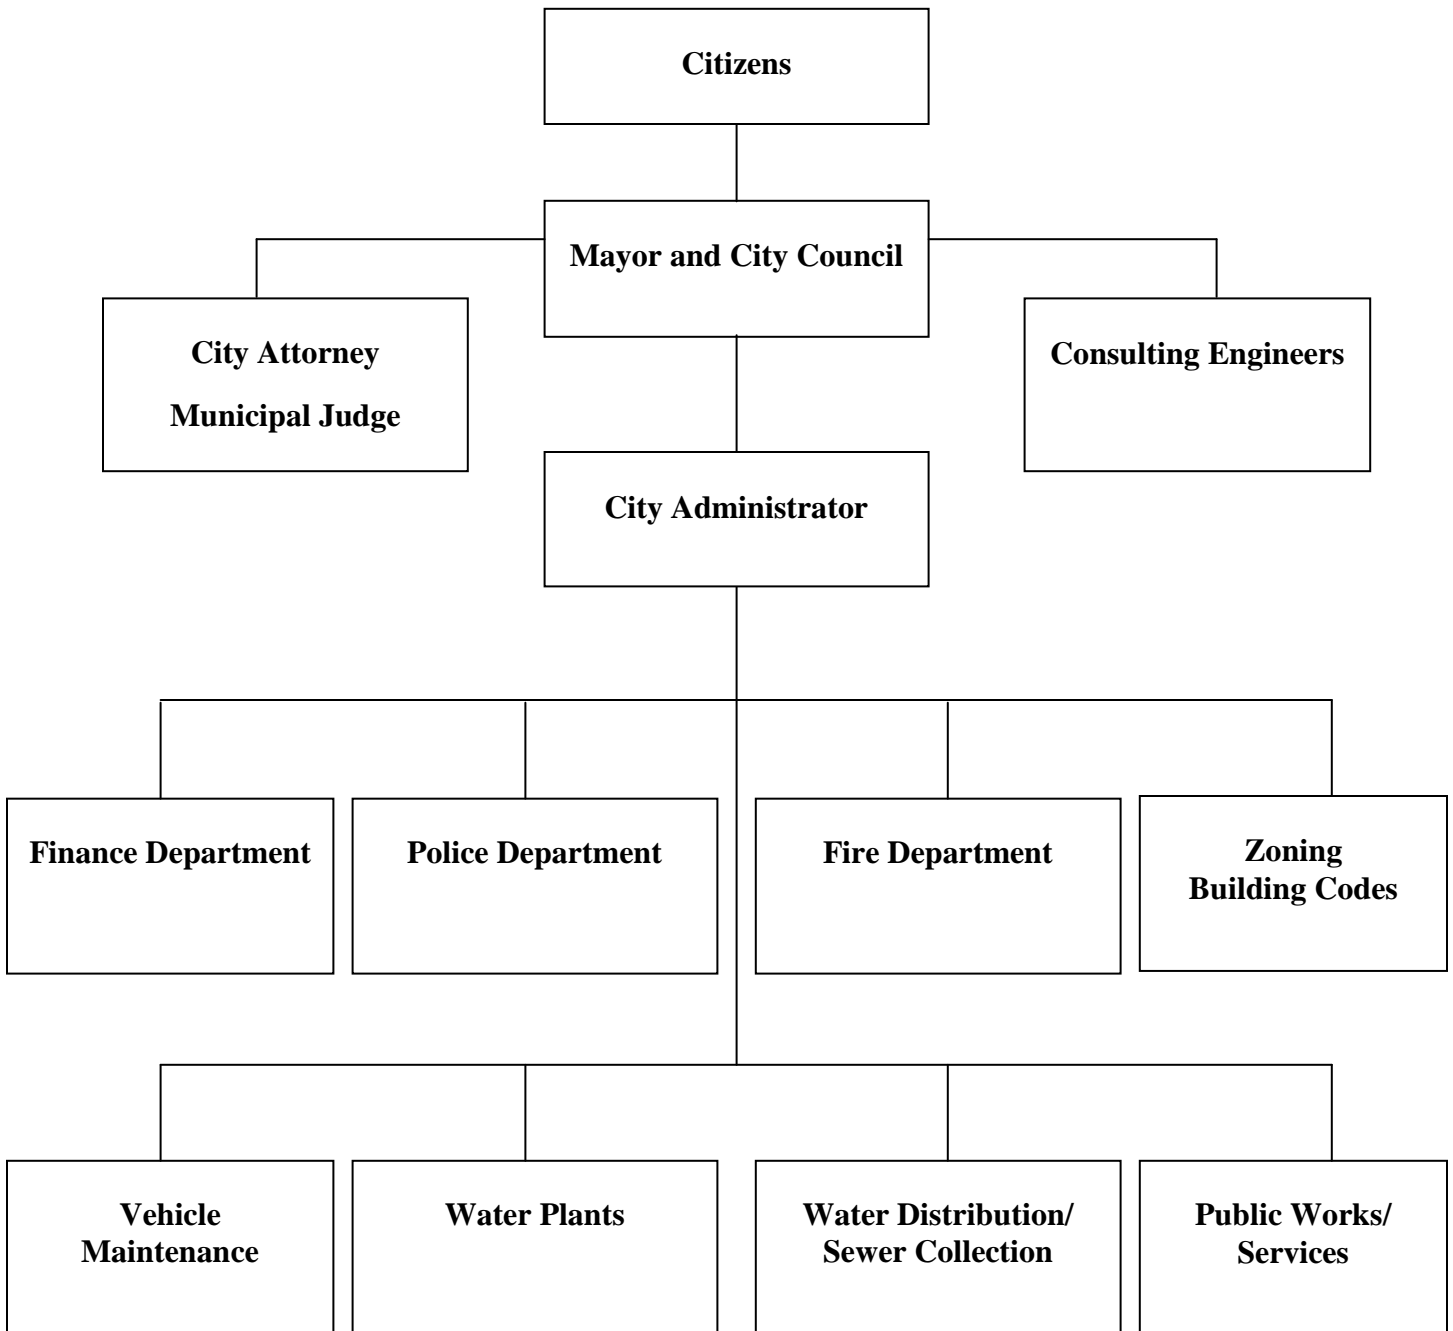 Citizens
Mayor and City Council
City Attorney
Municipal Judge
Consulting Engineers
City Administrator
Finance Department
Police Department
Fire Department
Zoning
Building Codes
Vehicle
Maintenance
Water Plants
Water Distribution/
Sewer Collection
Public Works/
Services